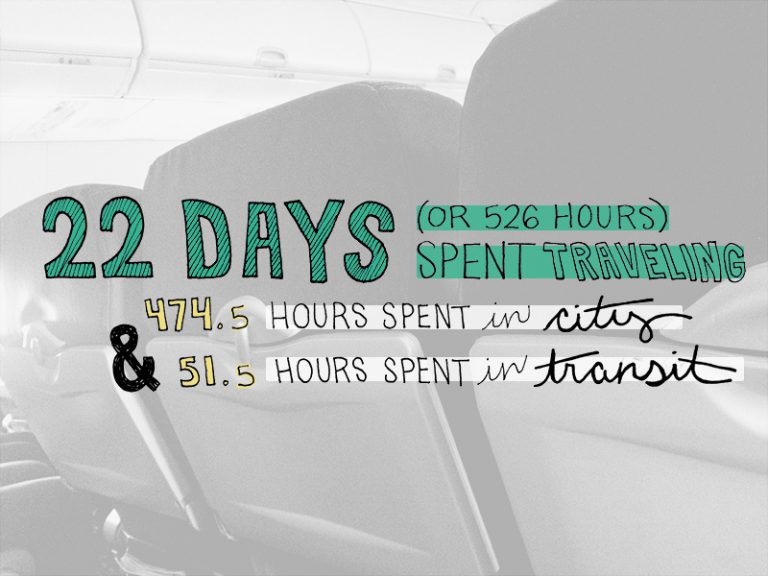 22 DAYS (OR 526 HOURS)
SPENT TRAVELING
474.5 HOURS SPENT in city
& 51.5 HOURS SPENT in transit